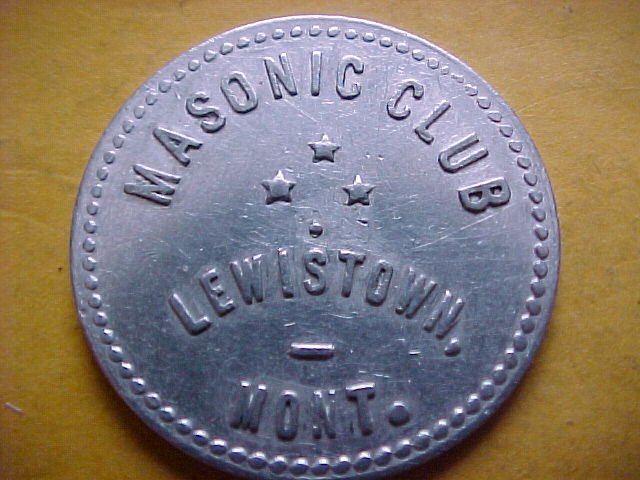 MASONIC CLUB
LEWISTOWN,
MONT.